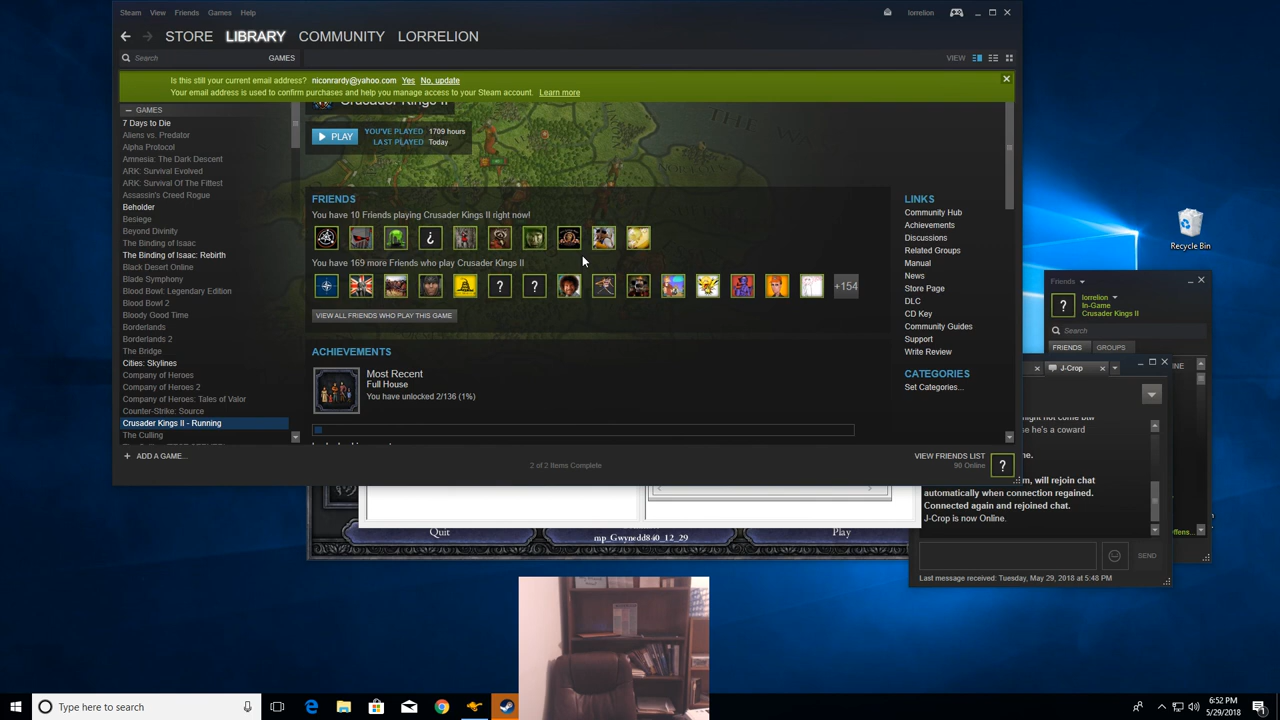 Steam View Friends Games Help
lorrelion
STORE LIBRARY COMMUNITY LORRELION
Search GAMES
VIEW
Is this still your current email address? niconrardy@yahoo.com Yes No, update
Your email address is used to confirm purchases and help you manage access to your Steam account. Learn more
GAMES
7 Days to Die
Aliens vs. Predator
Alpha Protocol
Amnesia: The Dark Descent
ARK: Survival Evolved
ARK: Survival Of The Fittest
Assassin's Creed Rogue
Beholder
Besiege
Beyond Divinity
The Binding of Isaac
The Binding of Isaac: Rebirth
Black Desert Online
Blade Symphony
Blood Bowl: Legendary Edition
Blood Bowl 2
Bloody Good Time
Borderlands
Borderlands 2
The Bridge
Cities: Skylines
Company of Heroes
Company of Heroes 2
Company of Heroes: Tales of Valor
Counter-Strike: Source
Crusader Kings II - Running
The Culling
ADD A GAME...
Crusader Kings II
PLAY
YOU'VE PLAYED 1709 hours
LAST PLAYED Today
FRIENDS
You have 10 Friends playing Crusader Kings II right now!
You have 169 more Friends who play Crusader Kings II
+154
VIEW ALL FRIENDS WHO PLAY THIS GAME
ACHIEVEMENTS
Most Recent
Full House
You have unlocked 2/136 (1%)
LINKS
Community Hub
Achievements
Discussions
Related Groups
Manual
News
Store Page
DLC
CD Key
Community Guides
Support
Write Review
CATEGORIES
Set Categories...
2 of 2 Items Complete
VIEW FRIENDS LIST
90 Online
Quit
mp_Gwynedd840_12_29
Play
Recycle Bin
Friends
lorrelion
In-Game
Crusader Kings II
Search
FRIENDS GROUPS
J-Crop
might not come btw
e he's a coward
ne.
m, will rejoin chat
automatically when connection regained.
Connected again and rejoined chat.
J-Crop is now Online.
SEND
Last message received: Tuesday, May 29, 2018 at 5:48 PM
Type here to search
6:52 PM
5/29/2018